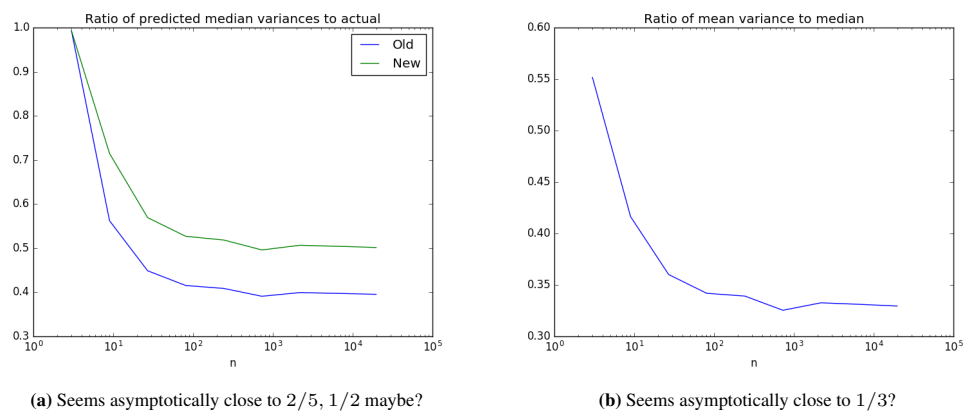 Ratio of predicted median variances to actual
1.0
0.9
0.8
0.7
0.6
0.5
0.4
0.3
10^0 10^1 10^2 10^3 10^4 10^5
n
Old
New
(a) Seems asymptotically close to 2/5, 1/2 maybe?
Ratio of mean variance to median
0.60
0.55
0.50
0.45
0.40
0.35
0.30
10^0 10^1 10^2 10^3 10^4 10^5
n
(b) Seems asymptotically close to 1/3?